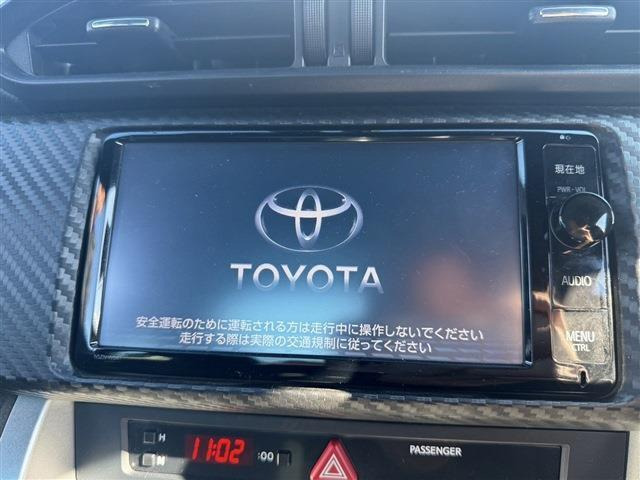 現在地
PWR・VOL
TOYOTA
AUDIO
安全運転のために運転される方は走行中に操作しないでください
走行する際は実際の交通規制に従ってください
MENU
CTRL
H
11:02
:00
M
PASSENGER